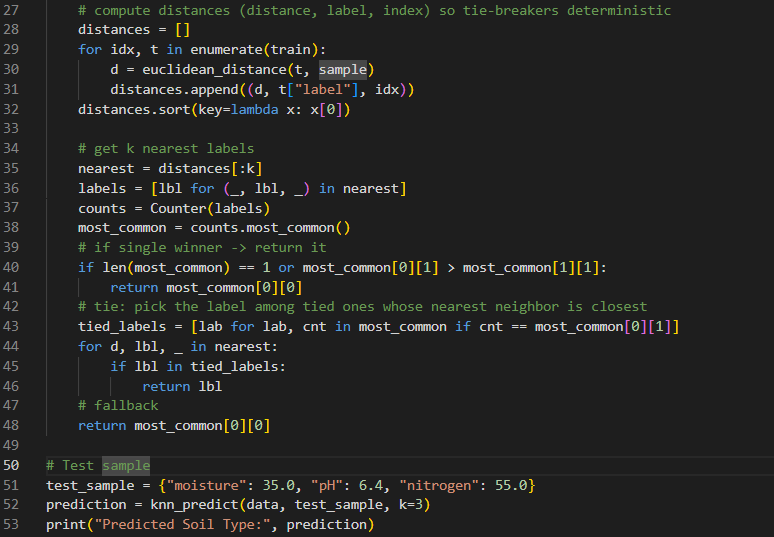 27 # compute distances (distance, label, index) so tie-breakers deterministic
28 distances = []
29 for idx, t in enumerate(train):
30 d = euclidean_distance(t, sample)
31 distances.append((d, t["label"], idx))
32 distances.sort(key=lambda x: x[0])
33
34 # get k nearest labels
35 nearest = distances[:k]
36 labels = [lbl for (_, lbl, _) in nearest]
37 counts = Counter(labels)
38 most_common = counts.most_common()
39 # if single winner -> return it
40 if len(most_common) == 1 or most_common[0][1] > most_common[1][1]:
41 return most_common[0][0]
42 # tie: pick the label among tied ones whose nearest neighbor is closest
43 tied_labels = [lab for lab, cnt in most_common if cnt == most_common[0][1]]
44 for d, lbl, _ in nearest:
45 if lbl in tied_labels:
46 return lbl
47 # fallback
48 return most_common[0][0]
49
50 # Test sample
51 test_sample = {"moisture": 35.0, "pH": 6.4, "nitrogen": 55.0}
52 prediction = knn_predict(data, test_sample, k=3)
53 print("Predicted Soil Type:", prediction)